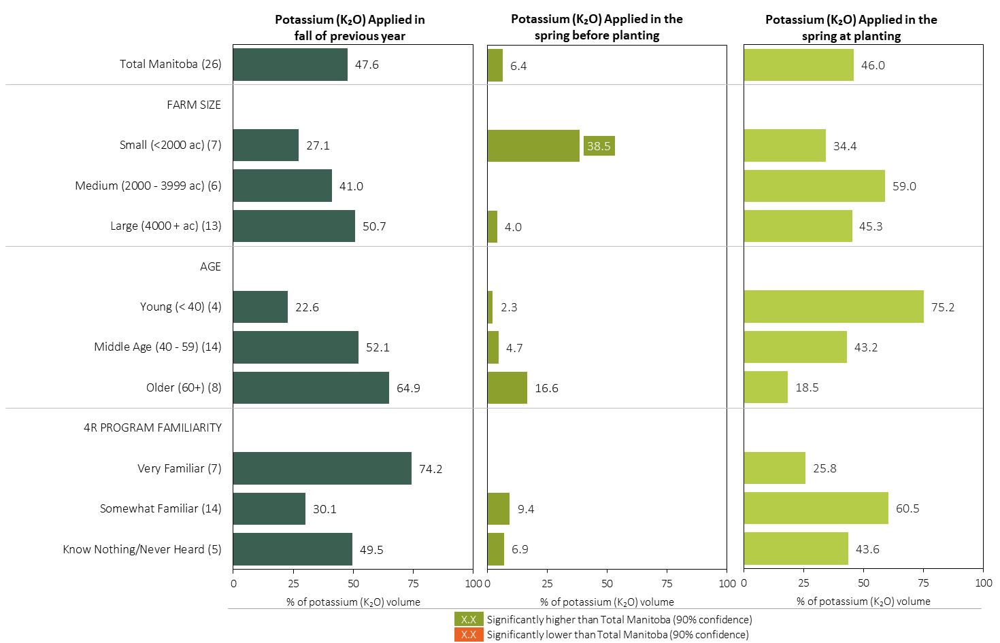 Potassium (K₂O) Applied in
fall of previous year
Potassium (K₂O) Applied in the
spring before planting
Potassium (K₂O) Applied in the
spring at planting
Total Manitoba (26) 47.6 6.4 46.0
FARM SIZE
Small (<2000 ac) (7) 27.1 38.5 34.4
Medium (2000 - 3999 ac) (6) 41.0 59.0
Large (4000 + ac) (13) 50.7 4.0 45.3
AGE
Young (< 40) (4) 22.6 2.3 75.2
Middle Age (40 - 59) (14) 52.1 4.7 43.2
Older (60+) (8) 64.9 16.6 18.5
4R PROGRAM FAMILIARITY
Very Familiar (7) 74.2 25.8
Somewhat Familiar (14) 30.1 9.4 60.5
Know Nothing/Never Heard (5) 49.5 6.9 43.6
0 25 50 75 100 0 25 50 75 100 0 25 50 75 100
% of potassium (K₂O) volume % of potassium (K₂O) volume % of potassium (K₂O) volume
X.X Significantly higher than Total Manitoba (90% confidence)
X.X Significantly lower than Total Manitoba (90% confidence)